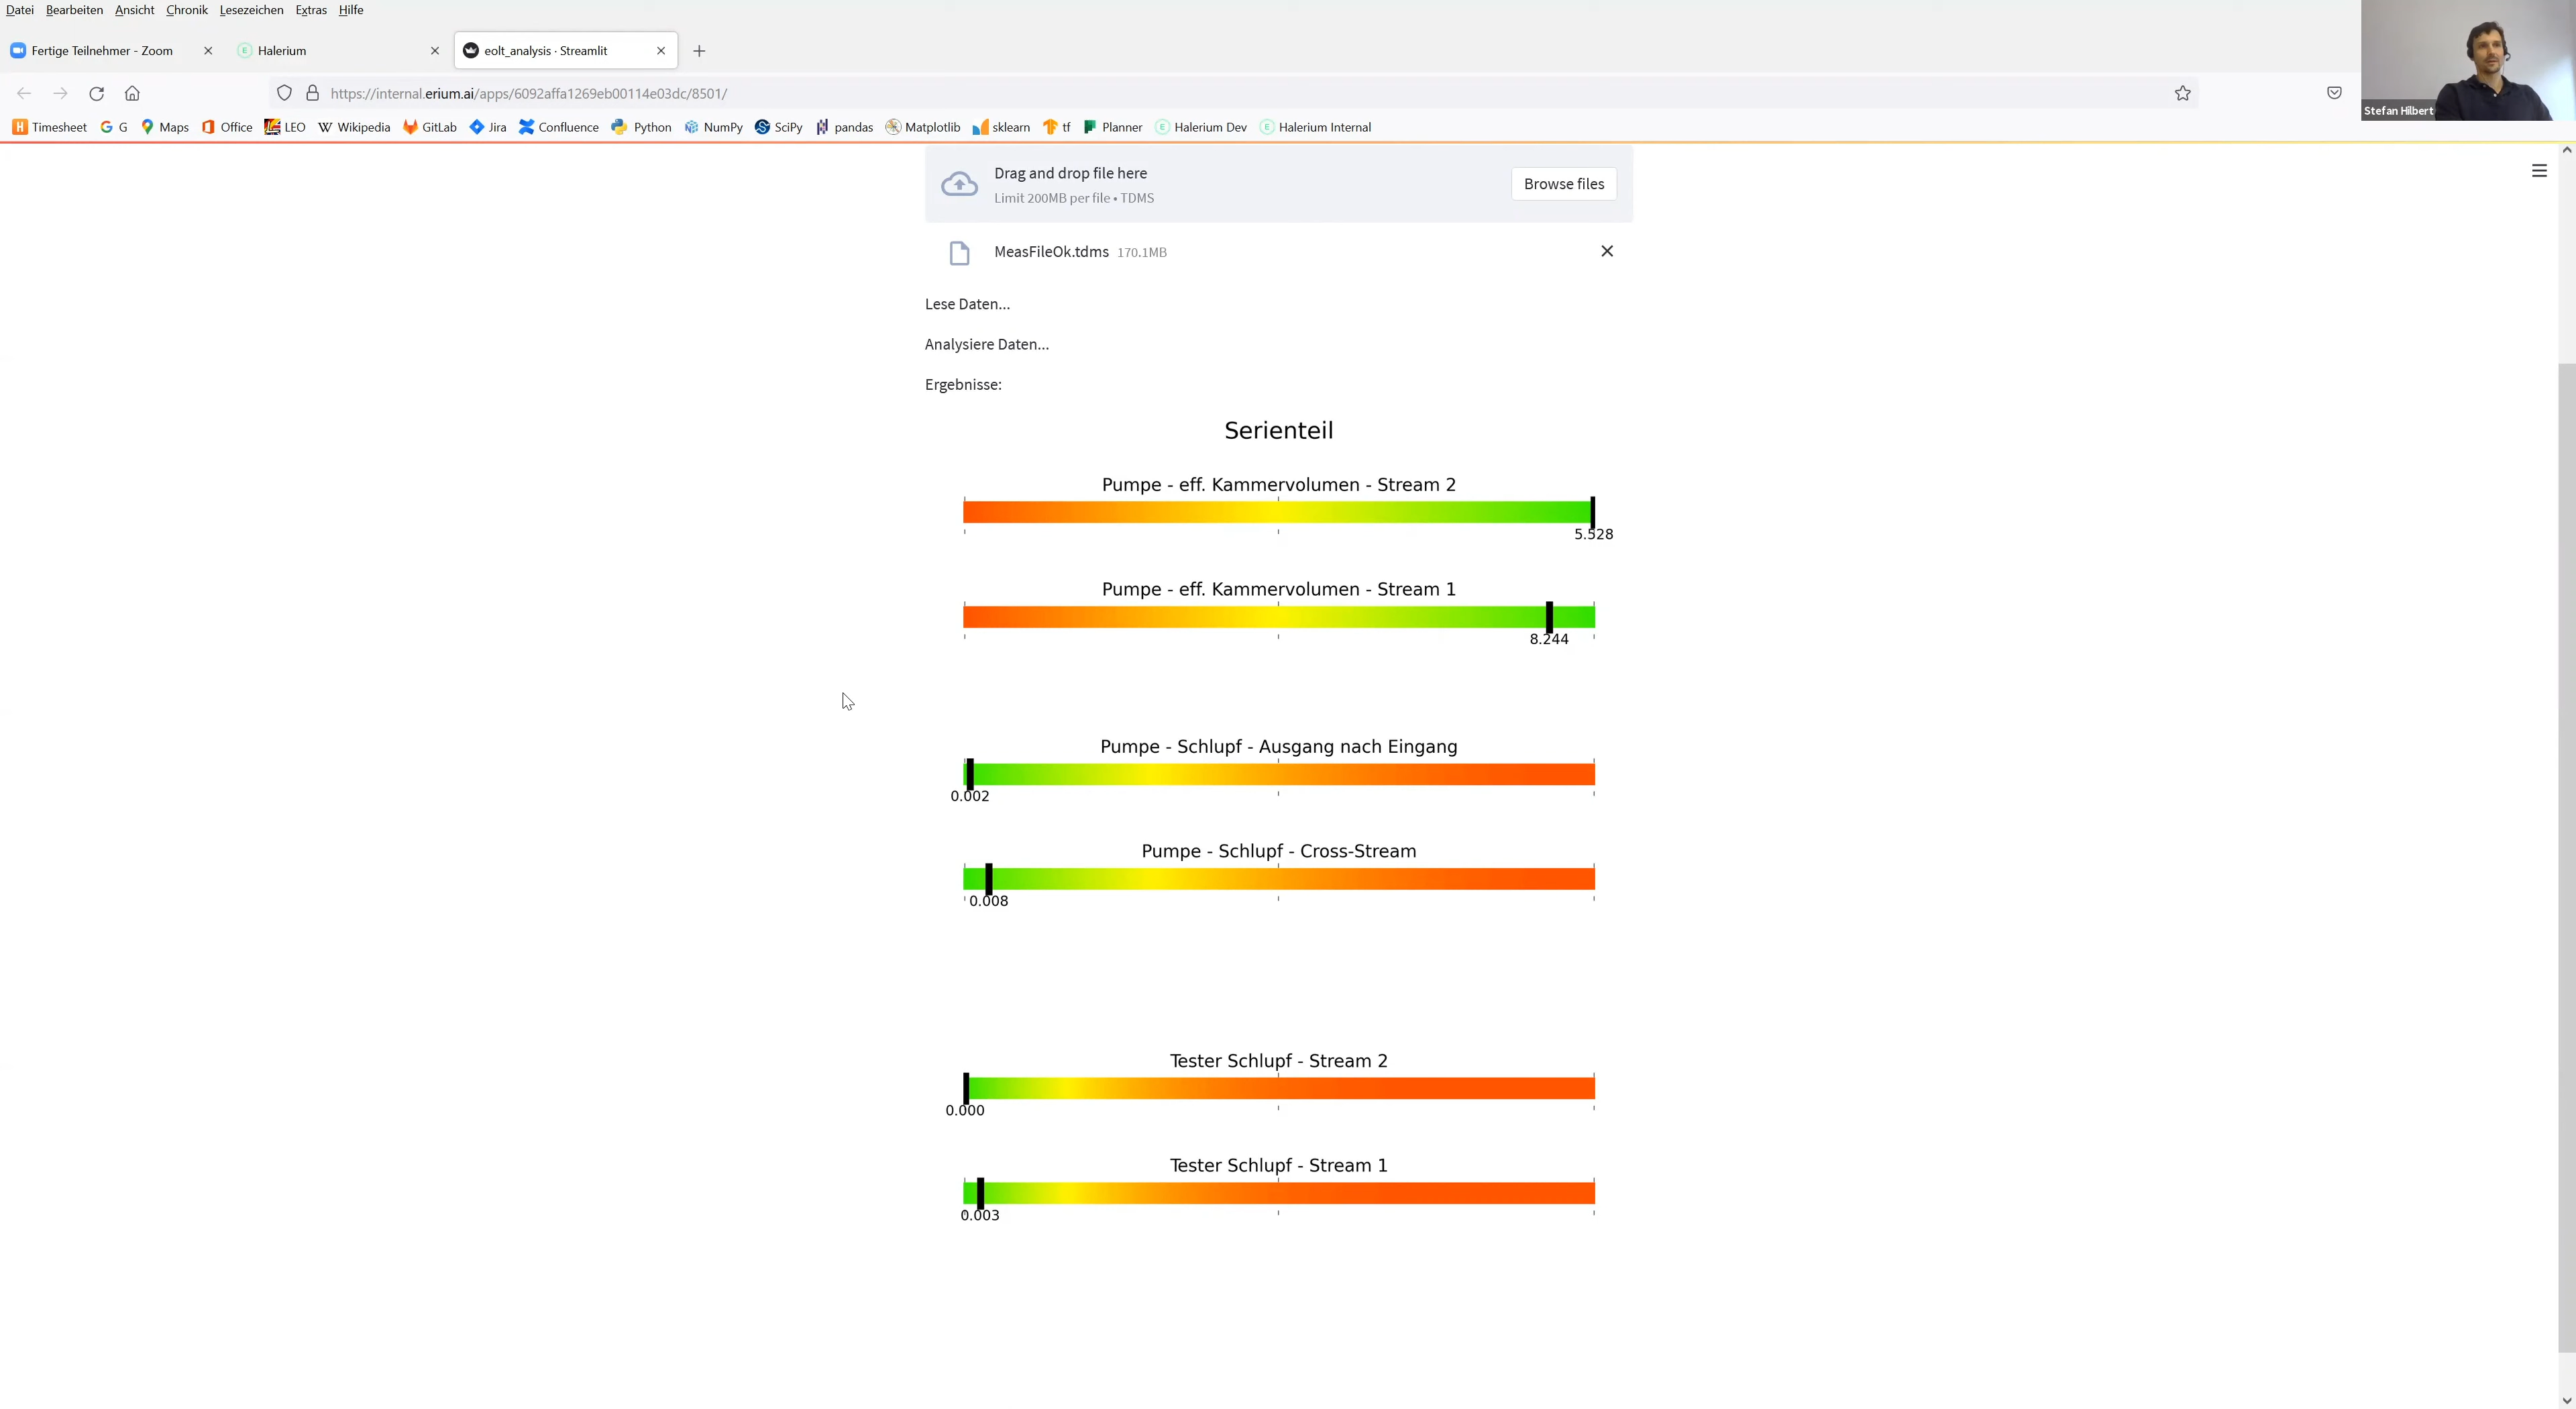 Datei Bearbeiten Ansicht Chronik Lesezeichen Extras Hilfe
Fertige Teilnehmer - Zoom
Halerium
eolt_analysis · Streamlit
https://internal.erium.ai/apps/6092affa1269eb00114e03dc/8501/
Stefan Hilbert
Timesheet G Maps Office LEO Wikipedia GitLab Jira Confluence Python NumPy SciPy pandas Matplotlib sklearn tf Planner Halerium Dev Halerium Internal
Drag and drop file here
Limit 200MB per file • TDMS
Browse files
MeasFileOk.tdms 170.1MB
Lese Daten...
Analysiere Daten...
Ergebnisse:
Serienteil
Pumpe - eff. Kammervolumen - Stream 2
5.528
Pumpe - eff. Kammervolumen - Stream 1
8.244
Pumpe - Schlupf - Ausgang nach Eingang
0.002
Pumpe - Schlupf - Cross-Stream
0.008
Tester Schlupf - Stream 2
0.000
Tester Schlupf - Stream 1
0.003